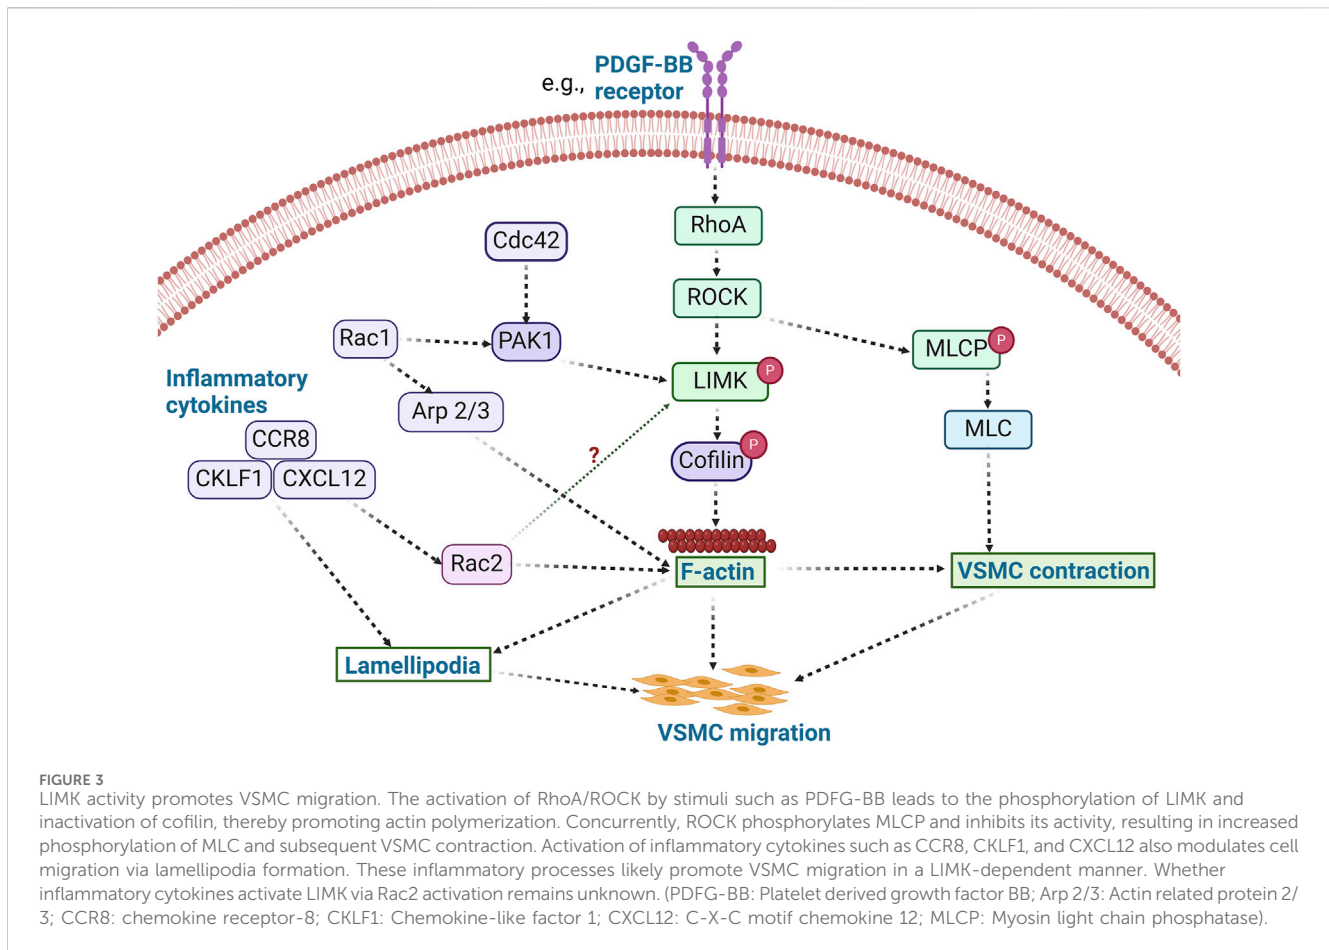 e.g., PDGF-BB
receptor
RhoA
Cdc42
ROCK
Rac1
PAK1
MLCP
P
LIMK
P
Inflammatory
cytokines
Arp 2/3
CCR8
MLC
Cofilin
P
?
CKLF1
CXCL12
Rac2
F-actin
VSMC contraction
Lamellipodia
VSMC migration
FIGURE 3
LIMK activity promotes VSMC migration. The activation of RhoA/ROCK by stimuli such as PDFG-BB leads to the phosphorylation of LIMK and
inactivation of cofilin, thereby promoting actin polymerization. Concurrently, ROCK phosphorylates MLCP and inhibits its activity, resulting in increased
phosphorylation of MLC and subsequent VSMC contraction. Activation of inflammatory cytokines such as CCR8, CKLF1, and CXCL12 also modulates cell
migration via lamellipodia formation. These inflammatory processes likely promote VSMC migration in a LIMK-dependent manner. Whether
inflammatory cytokines activate LIMK via Rac2 activation remains unknown. (PDFG-BB: Platelet derived growth factor BB; Arp 2/3: Actin related protein 2/
3; CCR8: chemokine receptor-8; CKLF1: Chemokine-like factor 1; CXCL12: C-X-C motif chemokine 12; MLCP: Myosin light chain phosphatase).